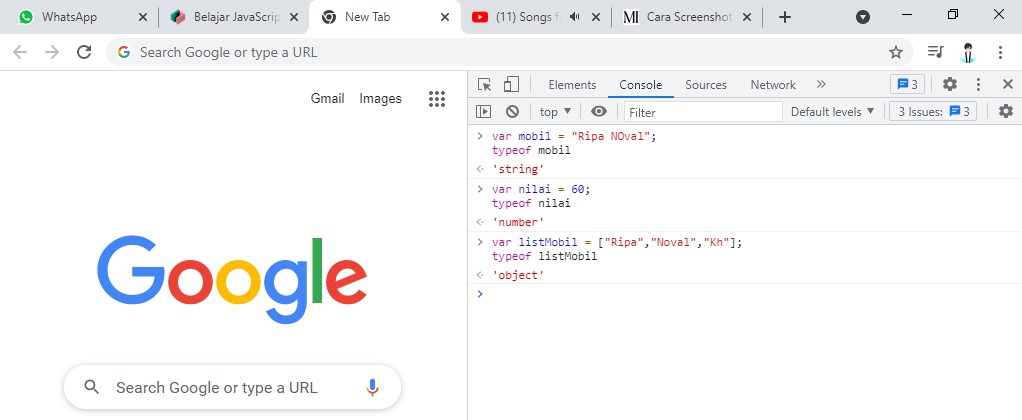 WhatsApp
Belajar JavaScrip
New Tab
(11) Songs f
Cara Screenshot
Search Google or type a URL
Gmail Images
Google
Search Google or type a URL
Elements Console Sources Network 3
top Filter Default levels 3 Issues: 3
var mobil = "Ripa NOval";
typeof mobil
'string'
var nilai = 60;
typeof nilai
'number'
var listMobil = ["Ripa","Noval","Kh"];
typeof listMobil
'object'